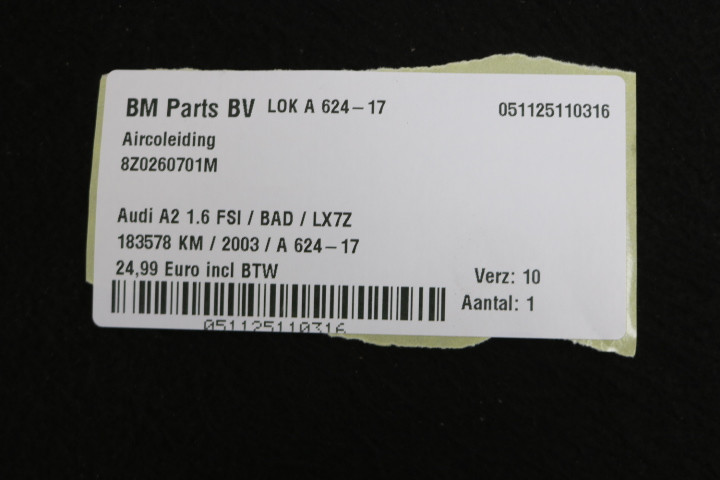 BM Parts BV LOK A 624-17 051125110316
Aircoleiding
8Z0260701M
Audi A2 1.6 FSI / BAD / LX7Z
183578 KM / 2003 / A 624-17
24,99 Euro incl BTW
Verz: 10
Aantal: 1
051125110316